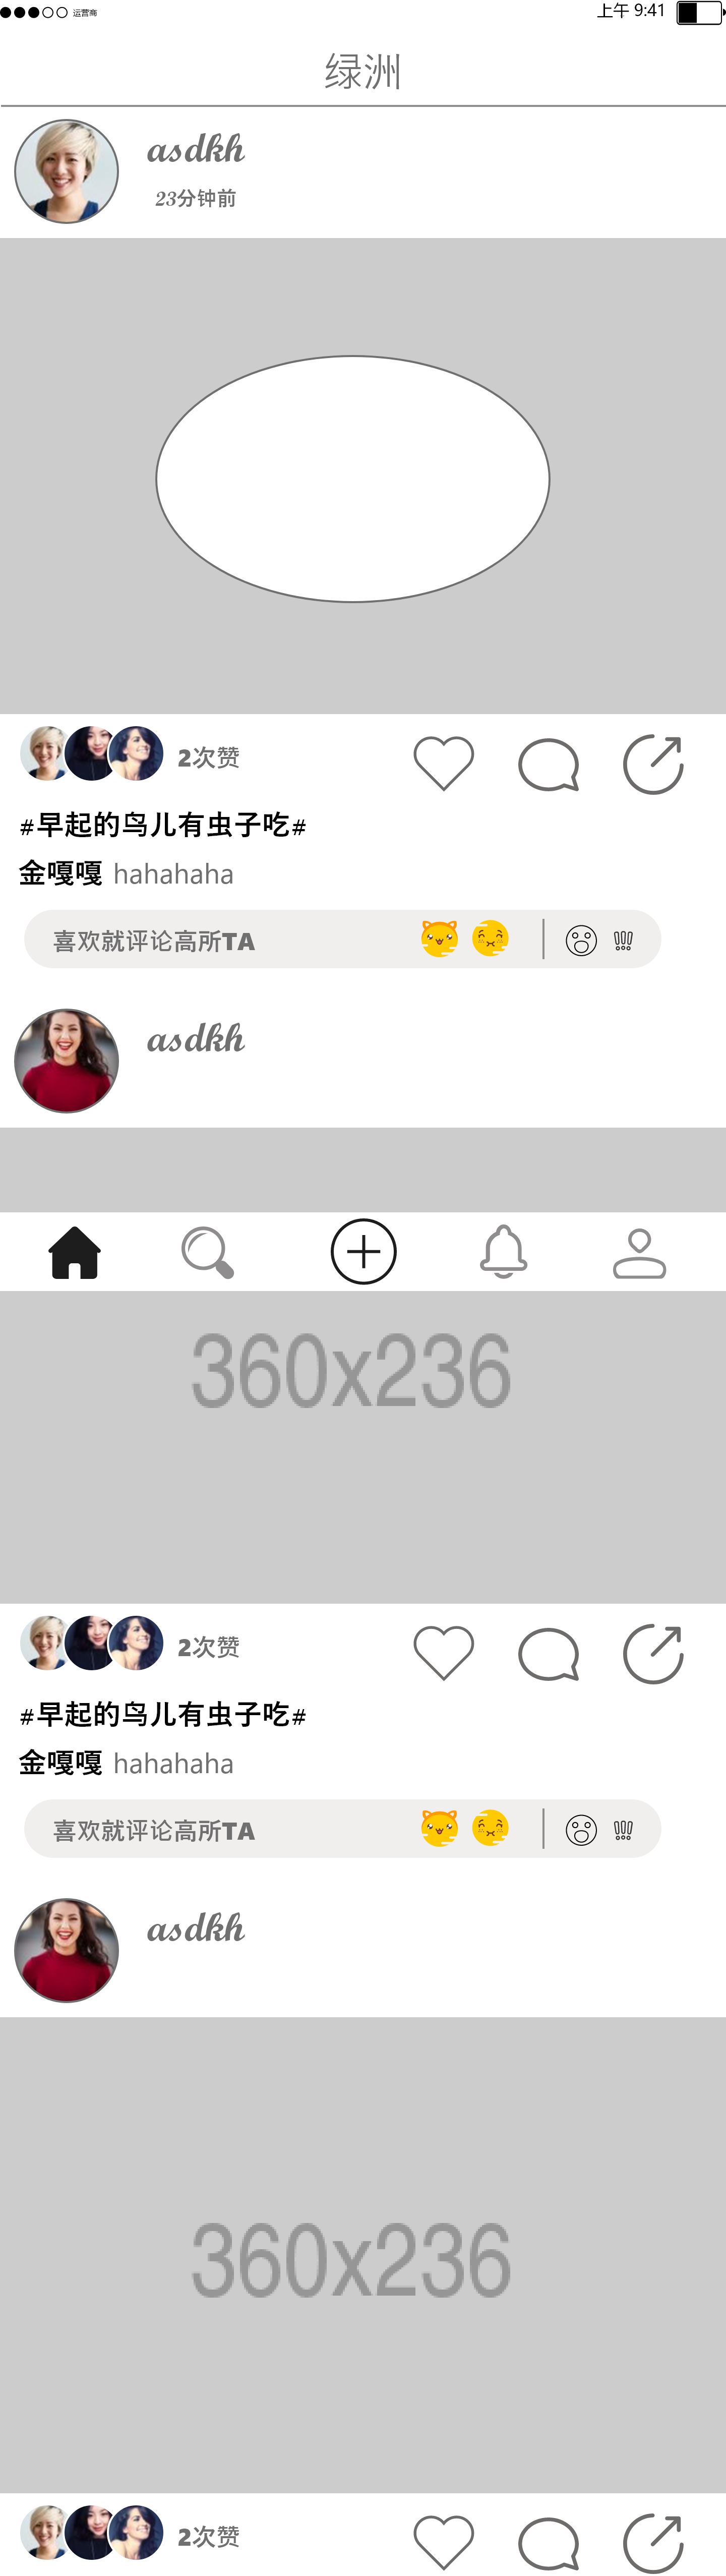 运营商
上午 9:41
绿洲
asdkh
23分钟前
2次赞
#早起的鸟儿有虫子吃#
金嘎嘎 hahahaha
喜欢就评论高所TA
asdkh
360x236
2次赞
#早起的鸟儿有虫子吃#
金嘎嘎 hahahaha
喜欢就评论高所TA
asdkh
360x236
2次赞